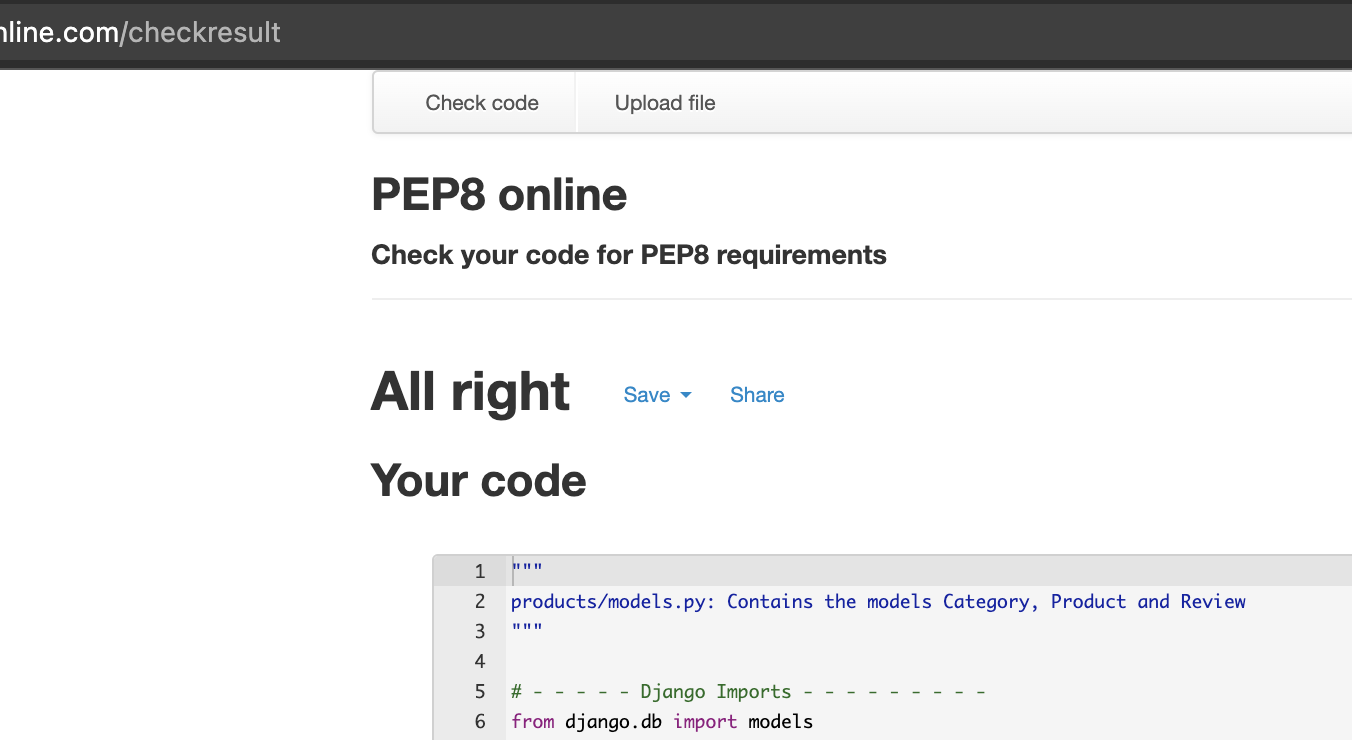 nline.com/checkresult
Check code Upload file
PEP8 online
Check your code for PEP8 requirements
All right Save Share
Your code
1 """
2 products/models.py: Contains the models Category, Product and Review
3 """
4
5 # - - - - - Django Imports - - - - - - - - -
6 from django.db import models